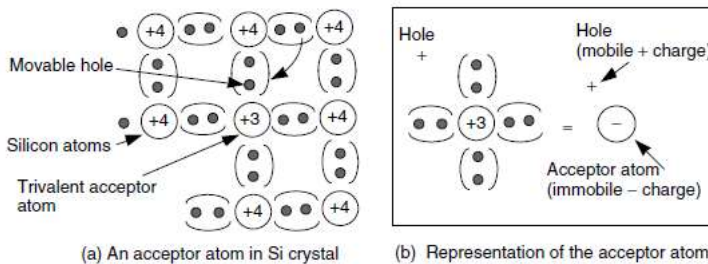 +4 +4 +4
Movable hole
+4 +3 +4
Silicon atoms
Trivalent acceptor
atom
+4 +4
(a) An acceptor atom in Si crystal
Hole
+
Hole
(mobile + charge)
+
+3 = −
Acceptor atom
(immobile − charge)
(b) Representation of the acceptor atom